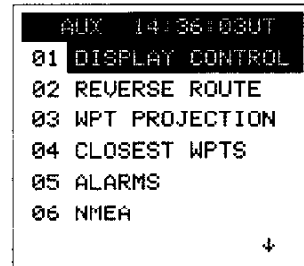 AUX 14:36:03UT
01 DISPLAY CONTROL
02 REVERSE ROUTE
03 WPT PROJECTION
04 CLOSEST WPTS
05 ALARMS
06 NMEA
↓